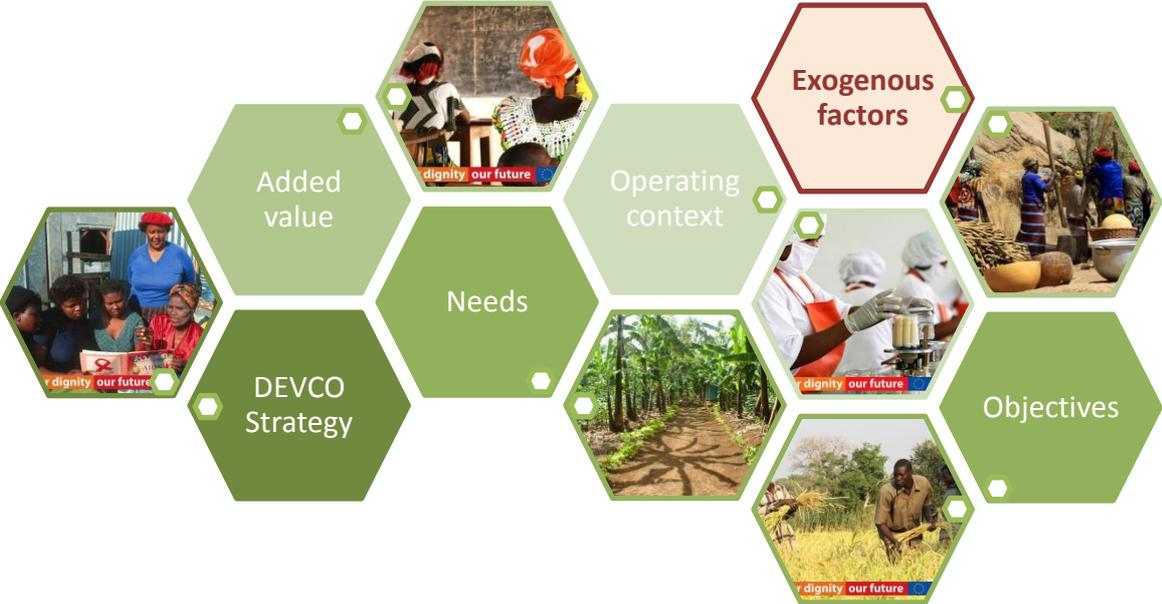 dignity our future
Exogenous
factors
Added
value
Operating
context
Needs
r dignity our future
DEVCO
Strategy
r dignity our future
Objectives
r dignity our future